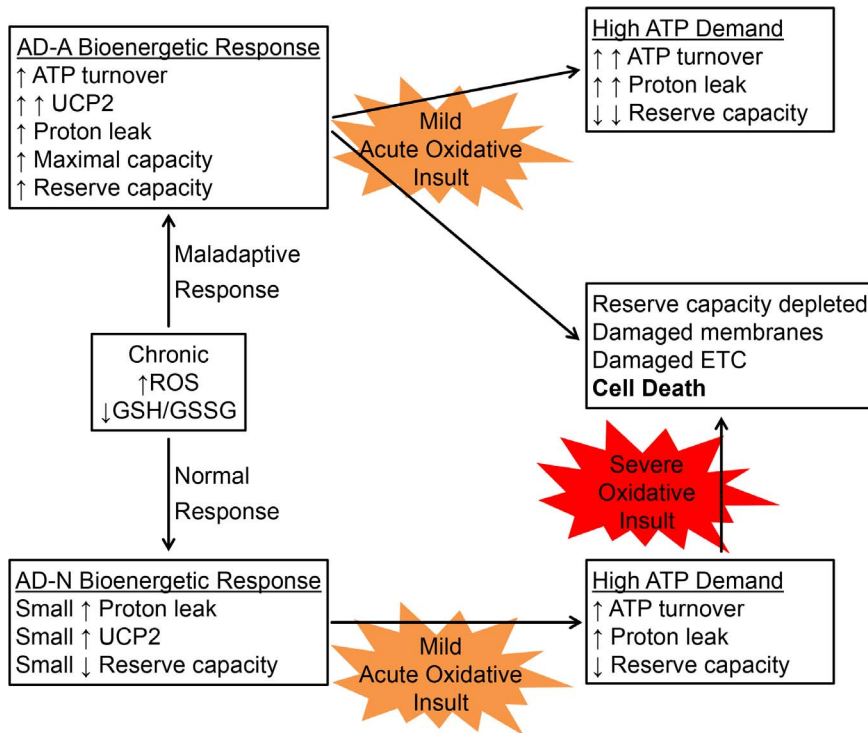 AD-A Bioenergetic Response
↑ ATP turnover
↑ ↑ UCP2
↑ Proton leak
↑ Maximal capacity
↑ Reserve capacity
Mild
Acute Oxidative
Insult
High ATP Demand
↑ ↑ ATP turnover
↑ ↑ Proton leak
↓ ↓ Reserve capacity
Maladaptive
Response
Chronic
↑ROS
↓GSH/GSSG
Reserve capacity depleted
Damaged membranes
Damaged ETC
Cell Death
Normal
Response
Severe
Oxidative
Insult
AD-N Bioenergetic Response
Small ↑ Proton leak
Small ↑ UCP2
Small ↓ Reserve capacity
Mild
Acute Oxidative
Insult
High ATP Demand
↑ ATP turnover
↑ Proton leak
↓ Reserve capacity